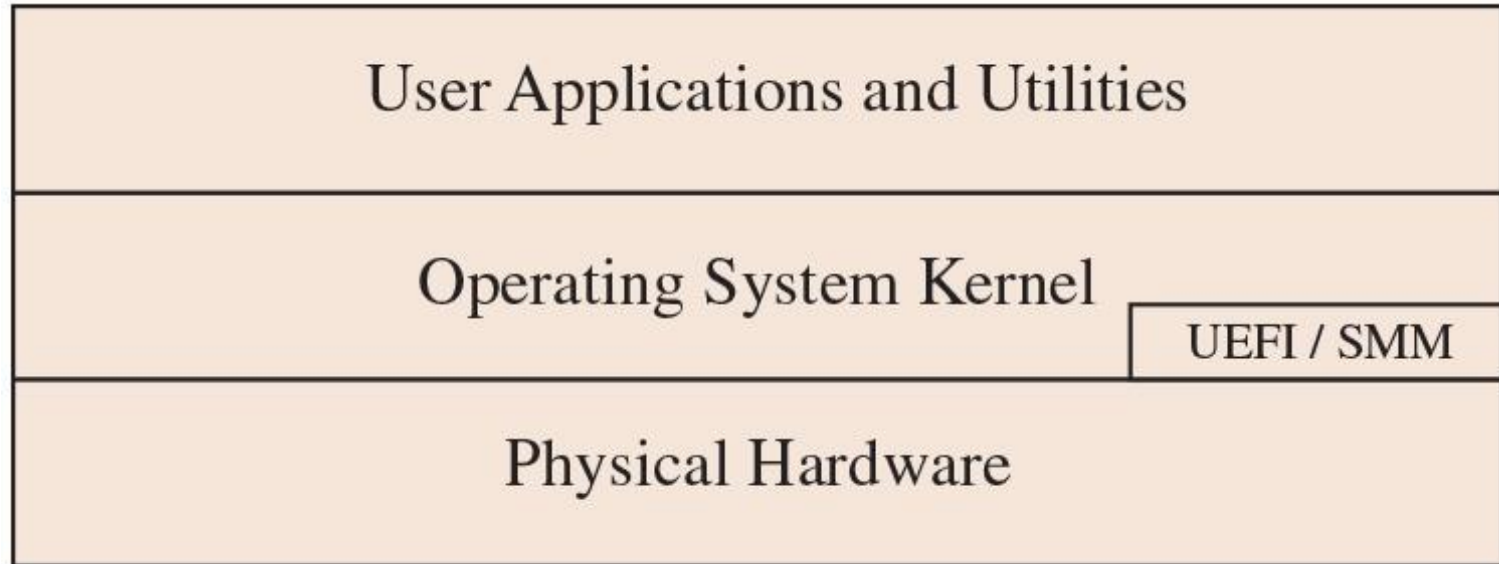 User Applications and Utilities
Operating System Kernel
UEFI / SMM
Physical Hardware